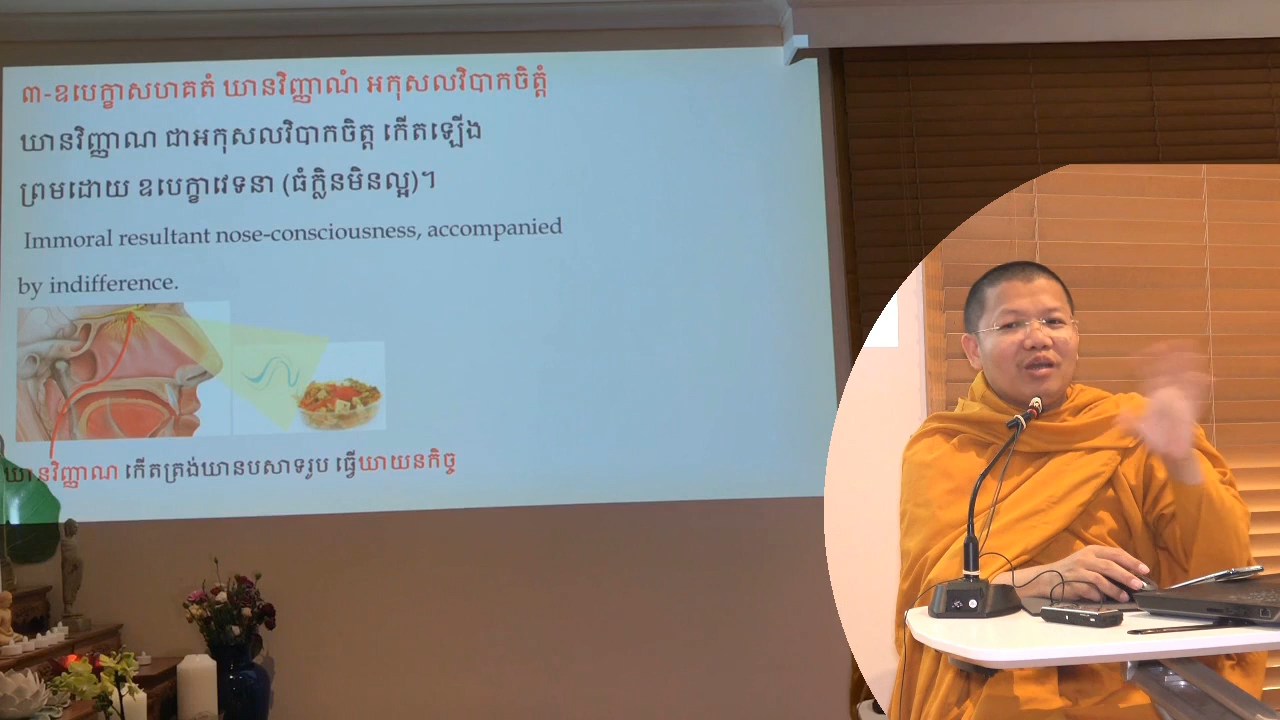 ៣-ឧបេក្ខាសហគតំ ឃានវិញ្ញាណំ អកុសលវិបាកចិត្តំ
ឃានវិញ្ញាណ ជាអកុសលវិបាកចិត្ត កើតឡើង
ព្រមដោយ ឧបេក្ខាវេទនា (ធំក្លិនមិនល្អ)។
Immoral resultant nose-consciousness, accompanied
by indifference.
ឃានវិញ្ញាណ កើតត្រង់ឃានបសាទរូប ធ្វើឃាយនកិច្ច